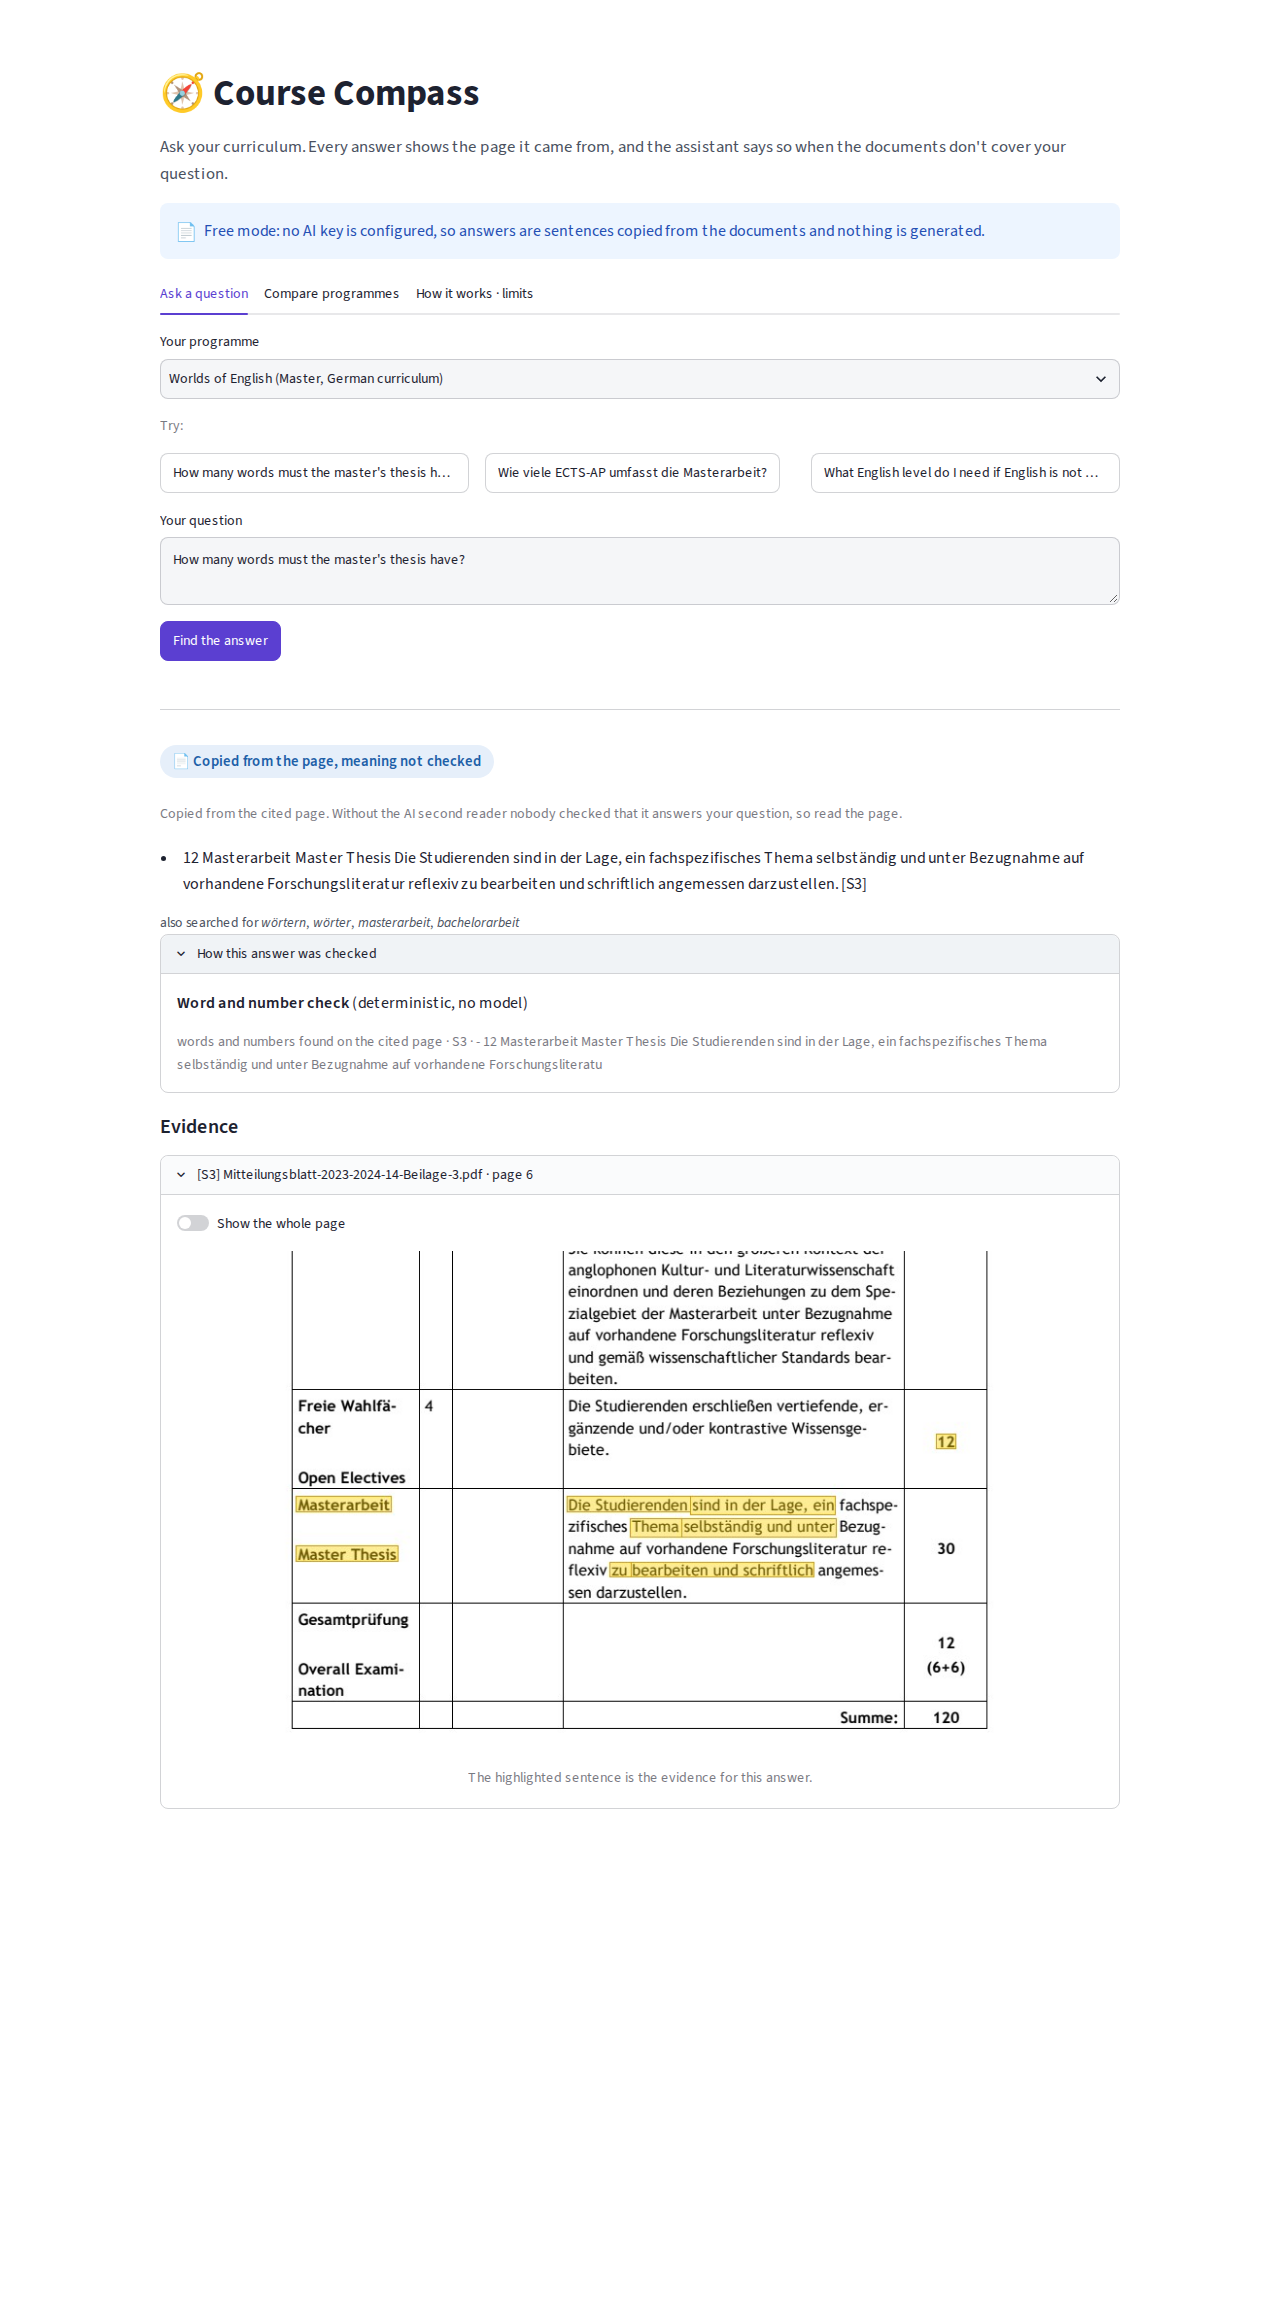 Course Compass
Ask your curriculum. Every answer shows the page it came from, and the assistant says so when the documents don't cover your
question.
Free mode: no AI key is configured, so answers are sentences copied from the documents and nothing is generated.
Ask a question Compare programmes How it works · limits
Your programme
Worlds of English (Master, German curriculum)
Try:
How many words must the master's thesis h... Wie viele ECTS-AP umfasst die Masterarbeit? What English level do I need if English is not ...
Your question
How many words must the master's thesis have?
Find the answer
Copied from the page, meaning not checked
Copied from the cited page. Without the AI second reader nobody checked that it answers your question, so read the page.
• 12 Masterarbeit Master Thesis Die Studierenden sind in der Lage, ein fachspezifisches Thema selbständig und unter Bezugnahme auf
vorhandene Forschungsliteratur reflexiv zu bearbeiten und schriftlich angemessen darzustellen. [S3]
also searched for wörtern, wörter, masterarbeit, bachelorarbeit
How this answer was checked
Word and number check (deterministic, no model)
words and numbers found on the cited page · S3 · - 12 Masterarbeit Master Thesis Die Studierenden sind in der Lage, ein fachspezifisches Thema
selbständig und unter Bezugnahme auf vorhandene Forschungsliteratu
Evidence
[S3] Mitteilungsblatt-2023-2024-14-Beilage-3.pdf · page 6
Show the whole page
Sie können diese in den größeren Kontext der
anglophonen Kultur- und Literaturwissenschaft
einordnen und deren Beziehungen zu dem Spe-
zialgebiet der Masterarbeit unter Bezugnahme
auf vorhandene Forschungsliteratur reflexiv
und gemäß wissenschaftlicher Standards bear-
beiten.
Freie Wahlfä-
cher
Open Electives
4
Die Studierenden erschließen vertiefende, er-
gänzende und/oder kontrastive Wissensge-
biete.
12
Masterarbeit
Master Thesis
Die Studierenden sind in der Lage, ein fachspe-
zifisches Thema selbständig und unter Bezug-
nahme auf vorhandene Forschungsliteratur re-
flexiv zu bearbeiten und schriftlich angemes-
sen darzustellen.
30
Gesamtprüfung
Overall Exami-
nation
12
(6+6)
Summe: 120
The highlighted sentence is the evidence for this answer.